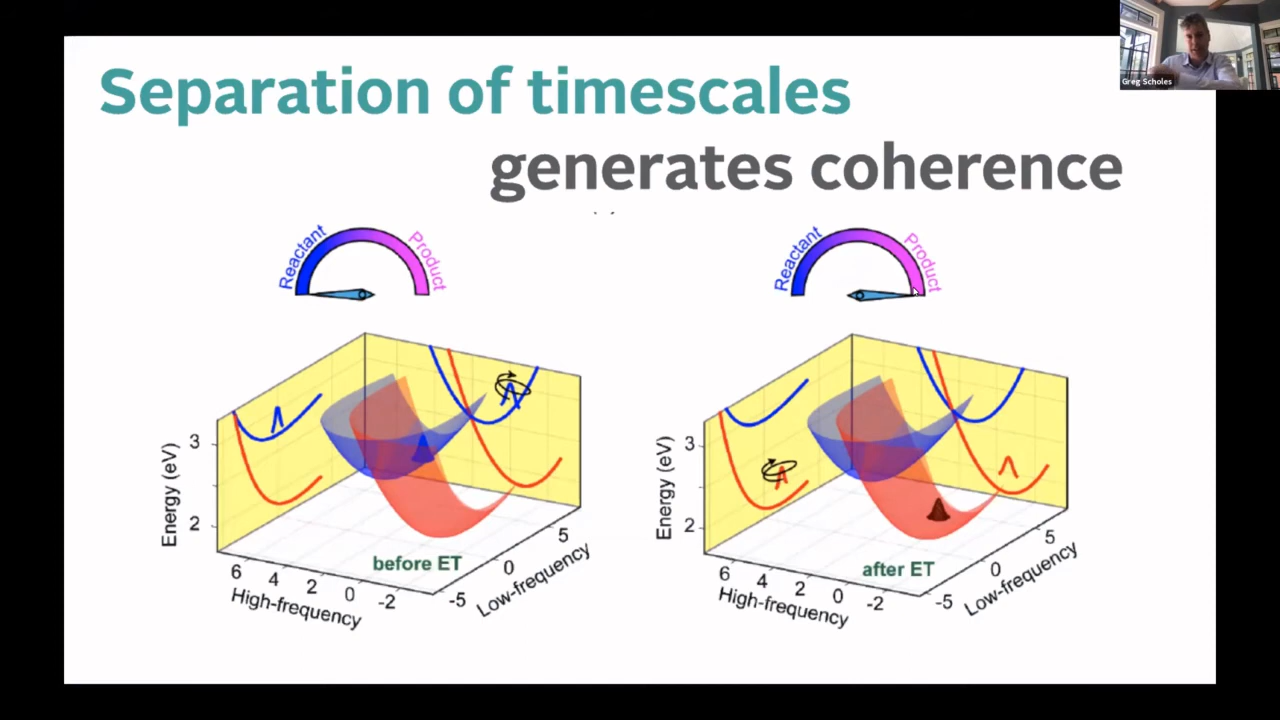 Separation of timescales
generates coherence
Greg Scholes
Reactant
Product
Reactant
Product
Energy (eV)
3
2
6
4
2
0
-2
High-frequency
-5
0
5
Low-frequency
before ET
Energy (eV)
3
2
6
4
2
0
-2
High-frequency
-5
0
5
Low-frequency
after ET